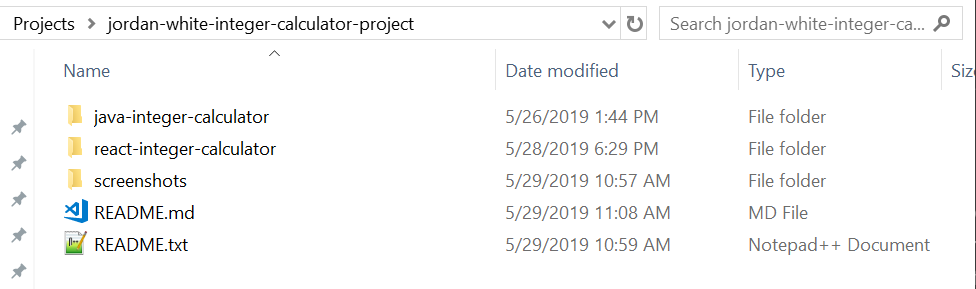 Projects > jordan-white-integer-calculator-project Search jordan-white-integer-ca...
Name Date modified Type Siz
java-integer-calculator 5/26/2019 1:44 PM File folder
react-integer-calculator 5/28/2019 6:29 PM File folder
screenshots 5/29/2019 10:57 AM File folder
README.md 5/29/2019 11:08 AM MD File
README.txt 5/29/2019 10:59 AM Notepad++ Document